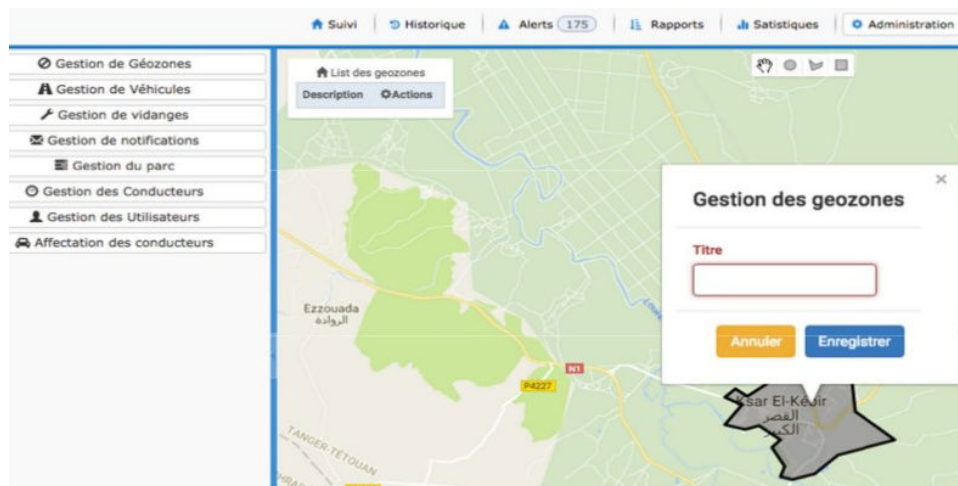 Suivi
Historique
Alerts 175
Rapports
Satistiques
Administration
Gestion de Géozones
Gestion de Véhicules
Gestion de vidanges
Gestion de notifications
Gestion du parc
Gestion des Conducteurs
Gestion des Utilisateurs
Affectation des conducteurs
List des geozones
Description Actions
Gestion des geozones
×
Titre
Annuler Enregistrer
Ezzouada
الزوادة
N1
P4227
Ksar El-Kebir
القصر
الكبير
TANGER-TETOUAN